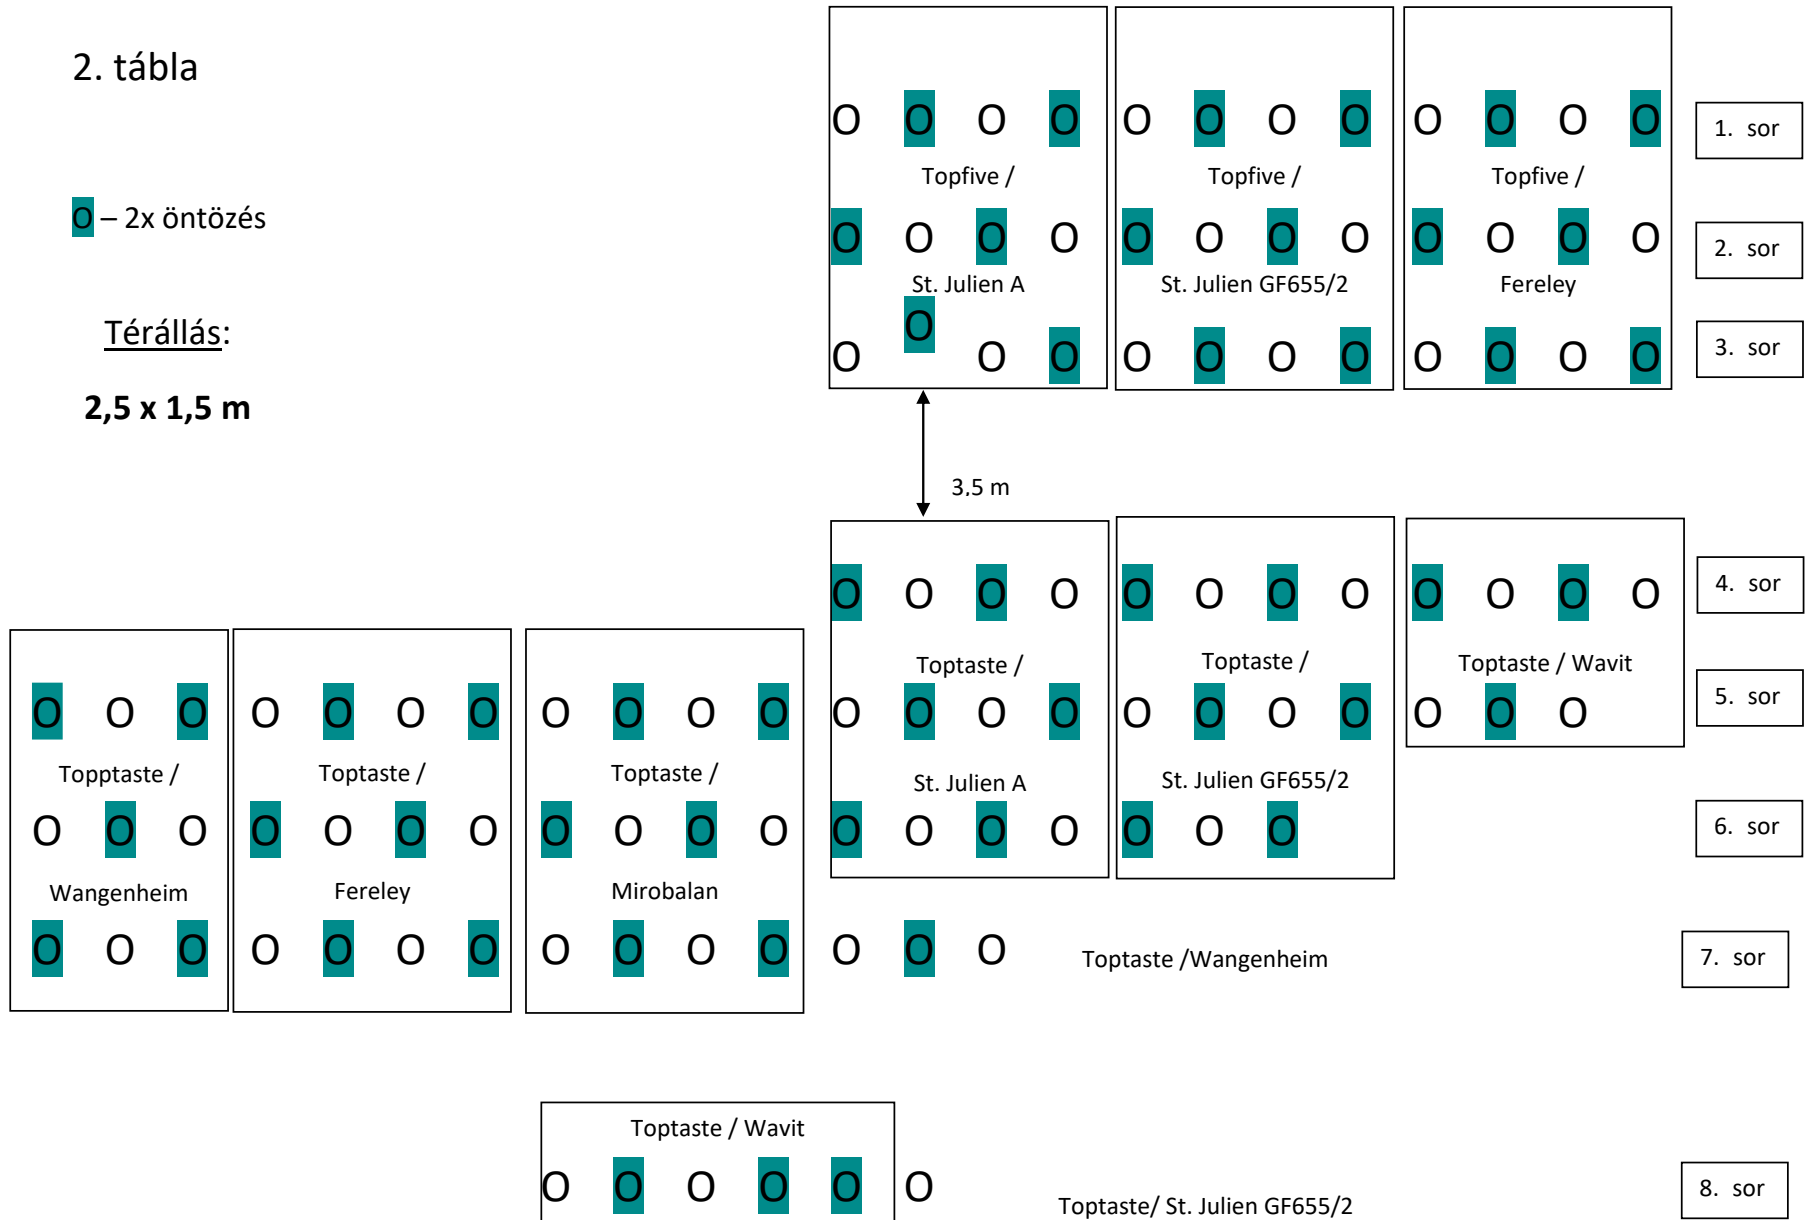 2. tábla
O O O O O O O O O O O O 1. sor
Topfive / Topfive / Topfive /
O – 2x öntözés
O O O O O O O O O O O O 2. sor
St. Julien A St. Julien GF655/2 Fereley
Térállás:
O O O O O O O O O O O O 3. sor
2,5 x 1,5 m
3,5 m
O O O O O O O O O O O O 4. sor
Toptaste / Toptaste / Toptaste / Wavit
O O O O O O O O O O O O O O O O O O O O O O 5. sor
Topptaste / Toptaste / Toptaste / St. Julien A St. Julien GF655/2
O O O O O O O O O O O O O O O O O O 6. sor
Wangenheim Fereley Mirobalan
O O O O O O O O O O O O O O Toptaste /Wangenheim 7. sor
Toptaste / Wavit
O O O O O O Toptaste/ St. Julien GF655/2 8. sor